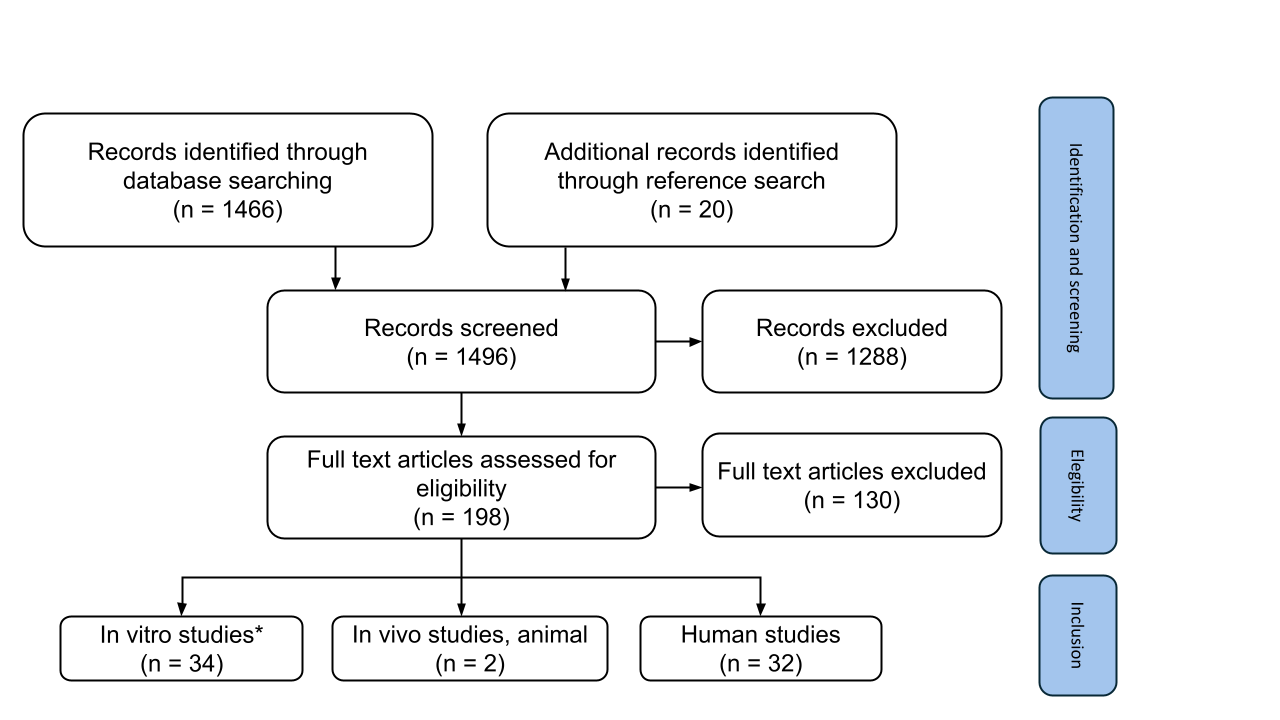 Records identified through
database searching
(n = 1466)
Additional records identified
through reference search
(n = 20)
Identification and screening
Records screened
(n = 1496)
Records excluded
(n = 1288)
Full text articles assessed for
eligibility
(n = 198)
Full text articles excluded
(n = 130)
Elegibility
In vitro studies*
(n = 34)
In vivo studies, animal
(n = 2)
Human studies
(n = 32)
Inclusion